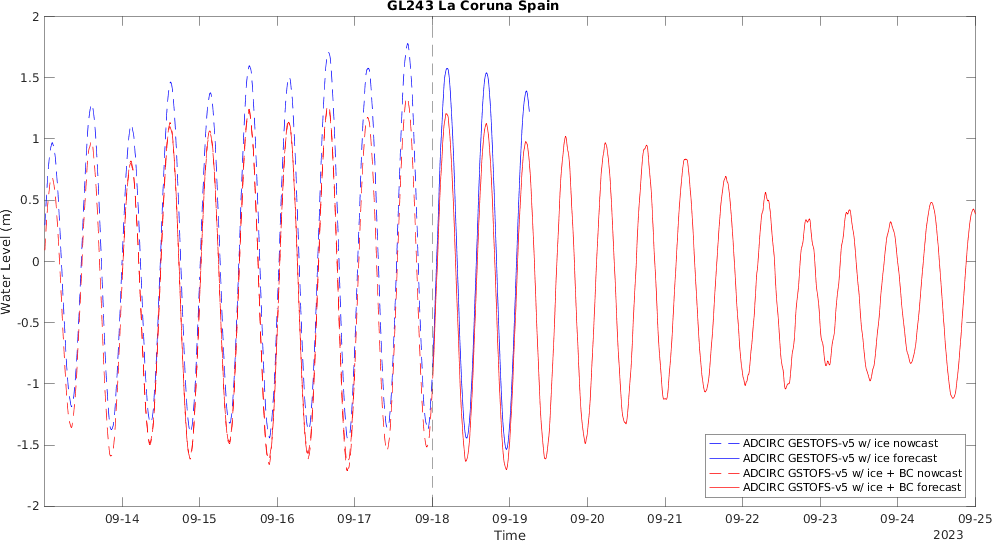 GL243 La Coruna Spain
2
1.5
1
0.5
0
-0.5
-1
-1.5
-2
Water Level (m)
ADCIRC GESTOFS-v5 w/ ice nowcast
ADCIRC GESTOFS-v5 w/ ice forecast
ADCIRC GSTOFS-v5 w/ ice + BC nowcast
ADCIRC GSTOFS-v5 w/ ice + BC forecast
09-14 09-15 09-16 09-17 09-18 09-19 09-20 09-21 09-22 09-23 09-24 09-25
Time
2023